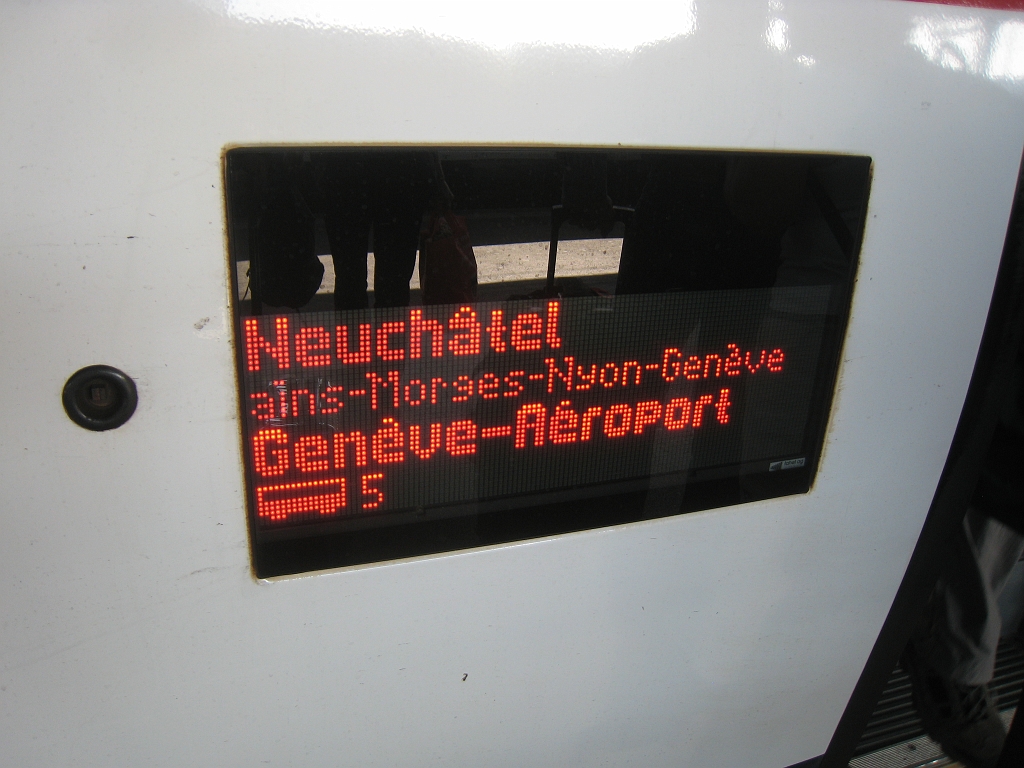 Neuchâtel
ains-Morges-Nyon-Genève
Genève-Aéroport
5